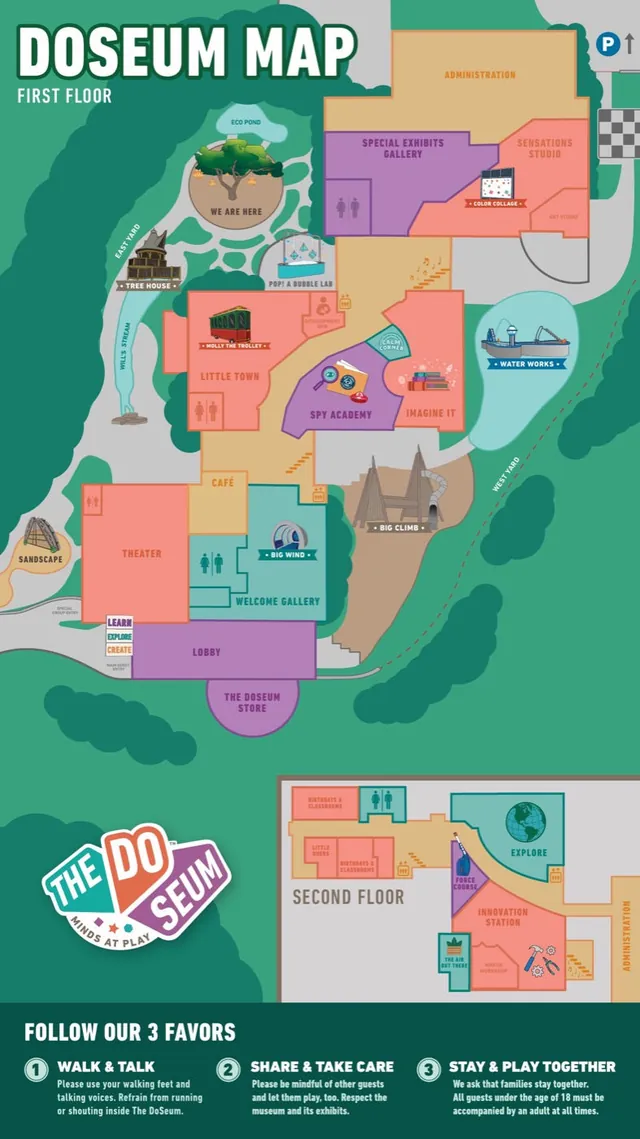 DOSEUM MAP
FIRST FLOOR
P
ADMINISTRATION
ECO POND
SPECIAL EXHIBITS
GALLERY
SENSATIONS
STUDIO
COLOR COLLAGE
WE ARE HERE
EAST YARD
TREE HOUSE
POP! A BUBBLE LAB
WILL'S STREAM
MOLLY THE TROLLEY
CALM
CORNER
WATER WORKS
LITTLE TOWN
SPY ACADEMY
IMAGINE IT
WEST YARD
CAFÉ
BIG CLIMB
SANDSCAPE
THEATER
BIG WIND
WELCOME GALLERY
LEARN
EXPLORE
CREATE
LOBBY
THE DOSEUM
STORE
BIRTHDAYS &
CLASSROOMS
LITTLE
DOERS
BIRTHDAYS &
CLASSROOMS
EXPLORE
FORCE
COURSE
SECOND FLOOR
INNOVATION
STATION
ADMINISTRATION
THE AIR
OUT THERE
THE DO SEUM
TM
MINDS AT PLAY
FOLLOW OUR 3 FAVORS
1 WALK & TALK
Please use your walking feet and
talking voices. Refrain from running
or shouting inside The DoSeum.
2 SHARE & TAKE CARE
Please be mindful of other guests
and let them play, too. Respect the
museum and its exhibits.
3 STAY & PLAY TOGETHER
We ask that families stay together.
All guests under the age of 18 must be
accompanied by an adult at all times.